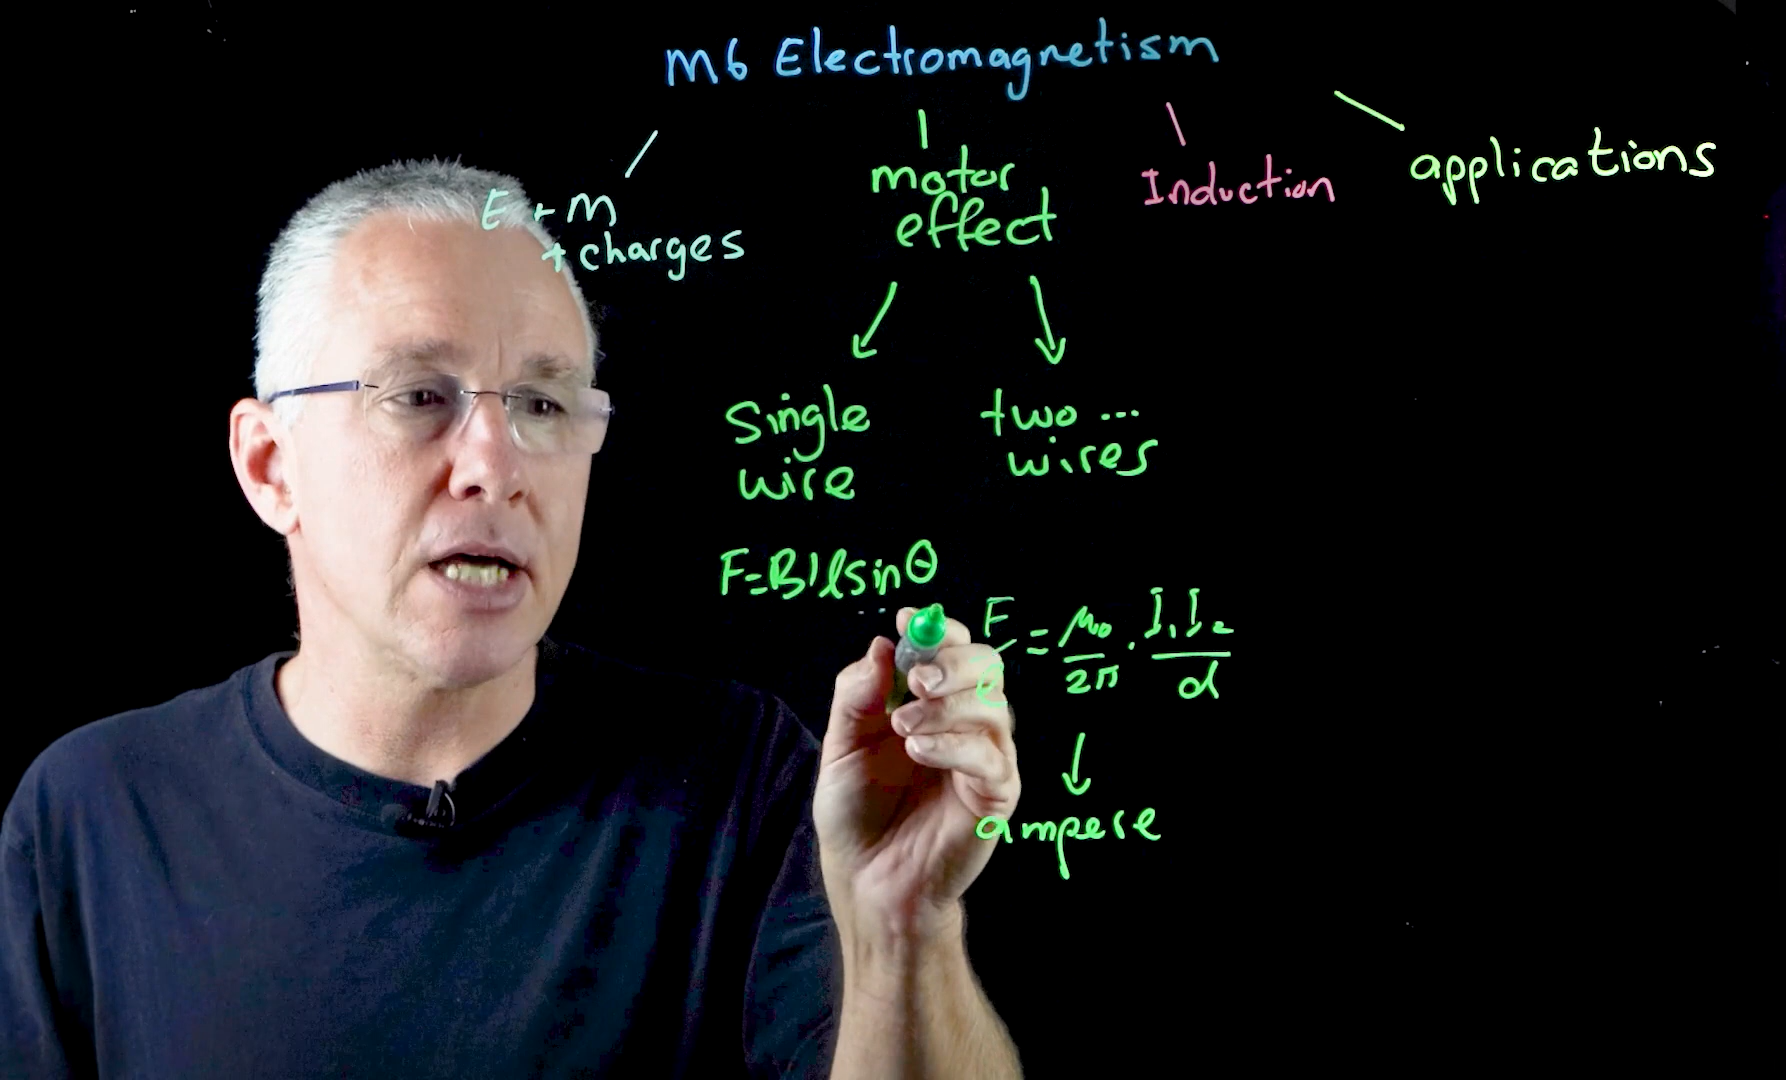 M6 Electromagnetism
E + M
+ charges
motor
effect
Induction
applications
Single
wire
two ...
wires
F=BIlsinθ
F/l = μ₀/2π · I₁I₂/d
ampere